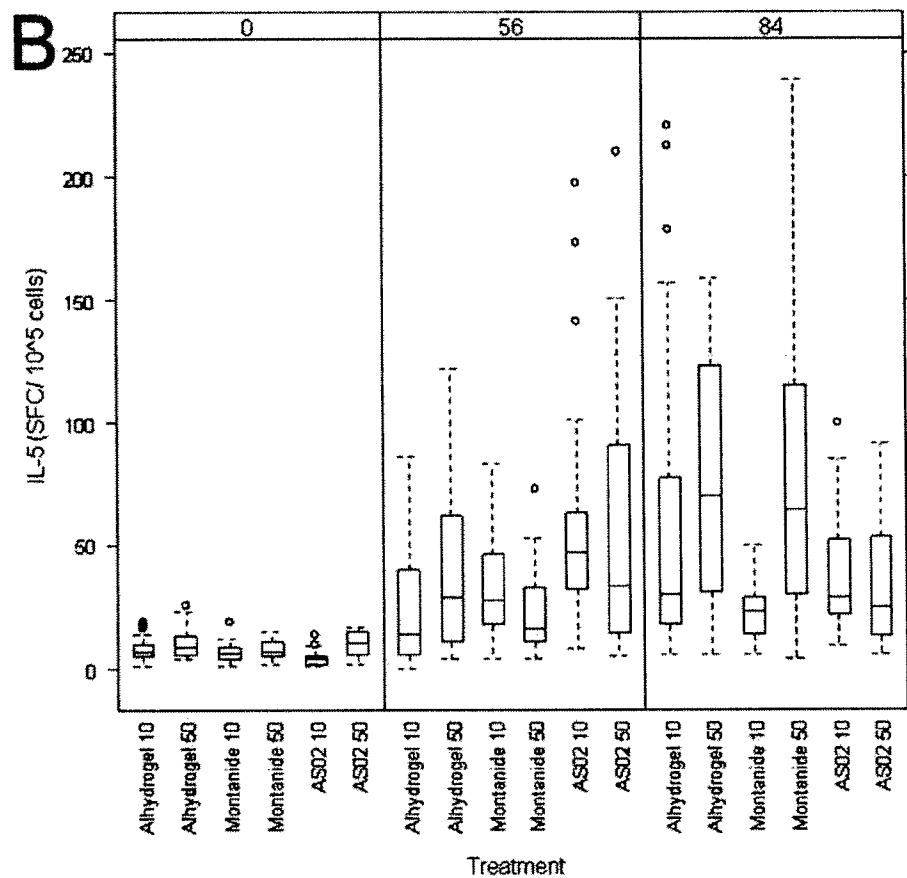 B
0 56 84
250
200
150
100
50
0
IL-5 (SFC/ 10^5 cells)
Alhydrogel 10
Alhydrogel 50
Montanide 10
Montanide 50
AS02 10
AS02 50
Alhydrogel 10
Alhydrogel 50
Montanide 10
Montanide 50
AS02 10
AS02 50
Alhydrogel 10
Alhydrogel 50
Montanide 10
Montanide 50
AS02 10
AS02 50
Treatment